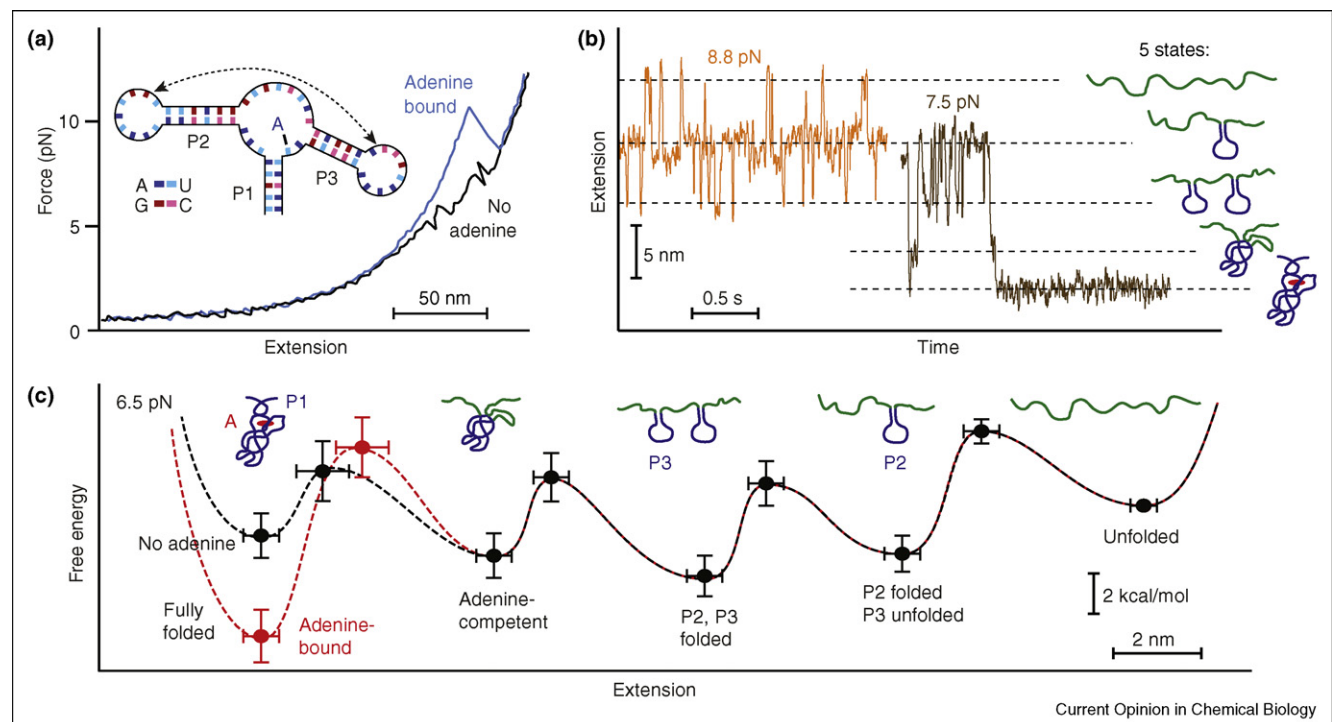 (a)
Force (pN)
10
5
0
Adenine
bound
No
adenine
P2
A
P3
P1
A U
G C
50 nm
Extension
(b)
Extension
8.8 pN
7.5 pN
5 states:
5 nm
0.5 s
Time
(c)
Free energy
6.5 pN
A
P1
P3
P2
No adenine
Fully
folded
Adenine-
bound
Adenine-
competent
P2, P3
folded
P2 folded
P3 unfolded
Unfolded
2 kcal/mol
2 nm
Extension
Current Opinion in Chemical Biology